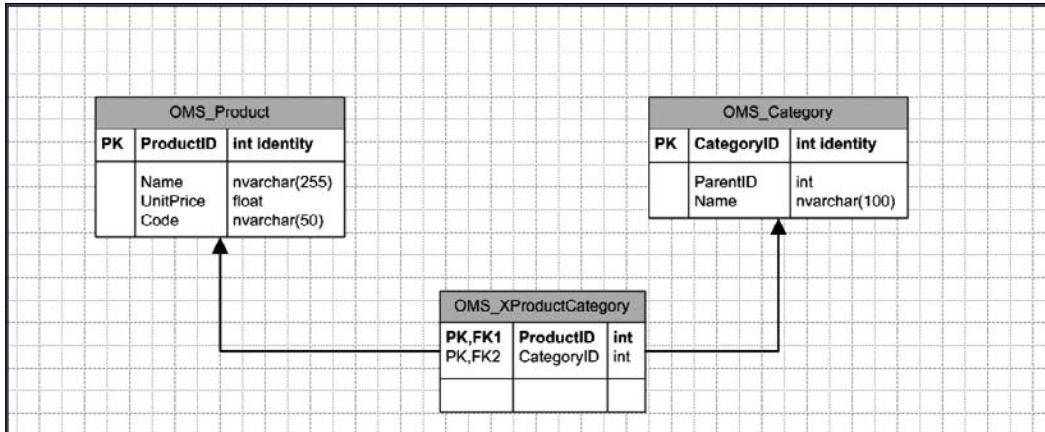 OMS_Product
PK ProductID int identity
Name nvarchar(255)
UnitPrice float
Code nvarchar(50)
OMS_Category
PK CategoryID int identity
ParentID int
Name nvarchar(100)
OMS_XProductCategory
PK,FK1 ProductID int
PK,FK2 CategoryID int